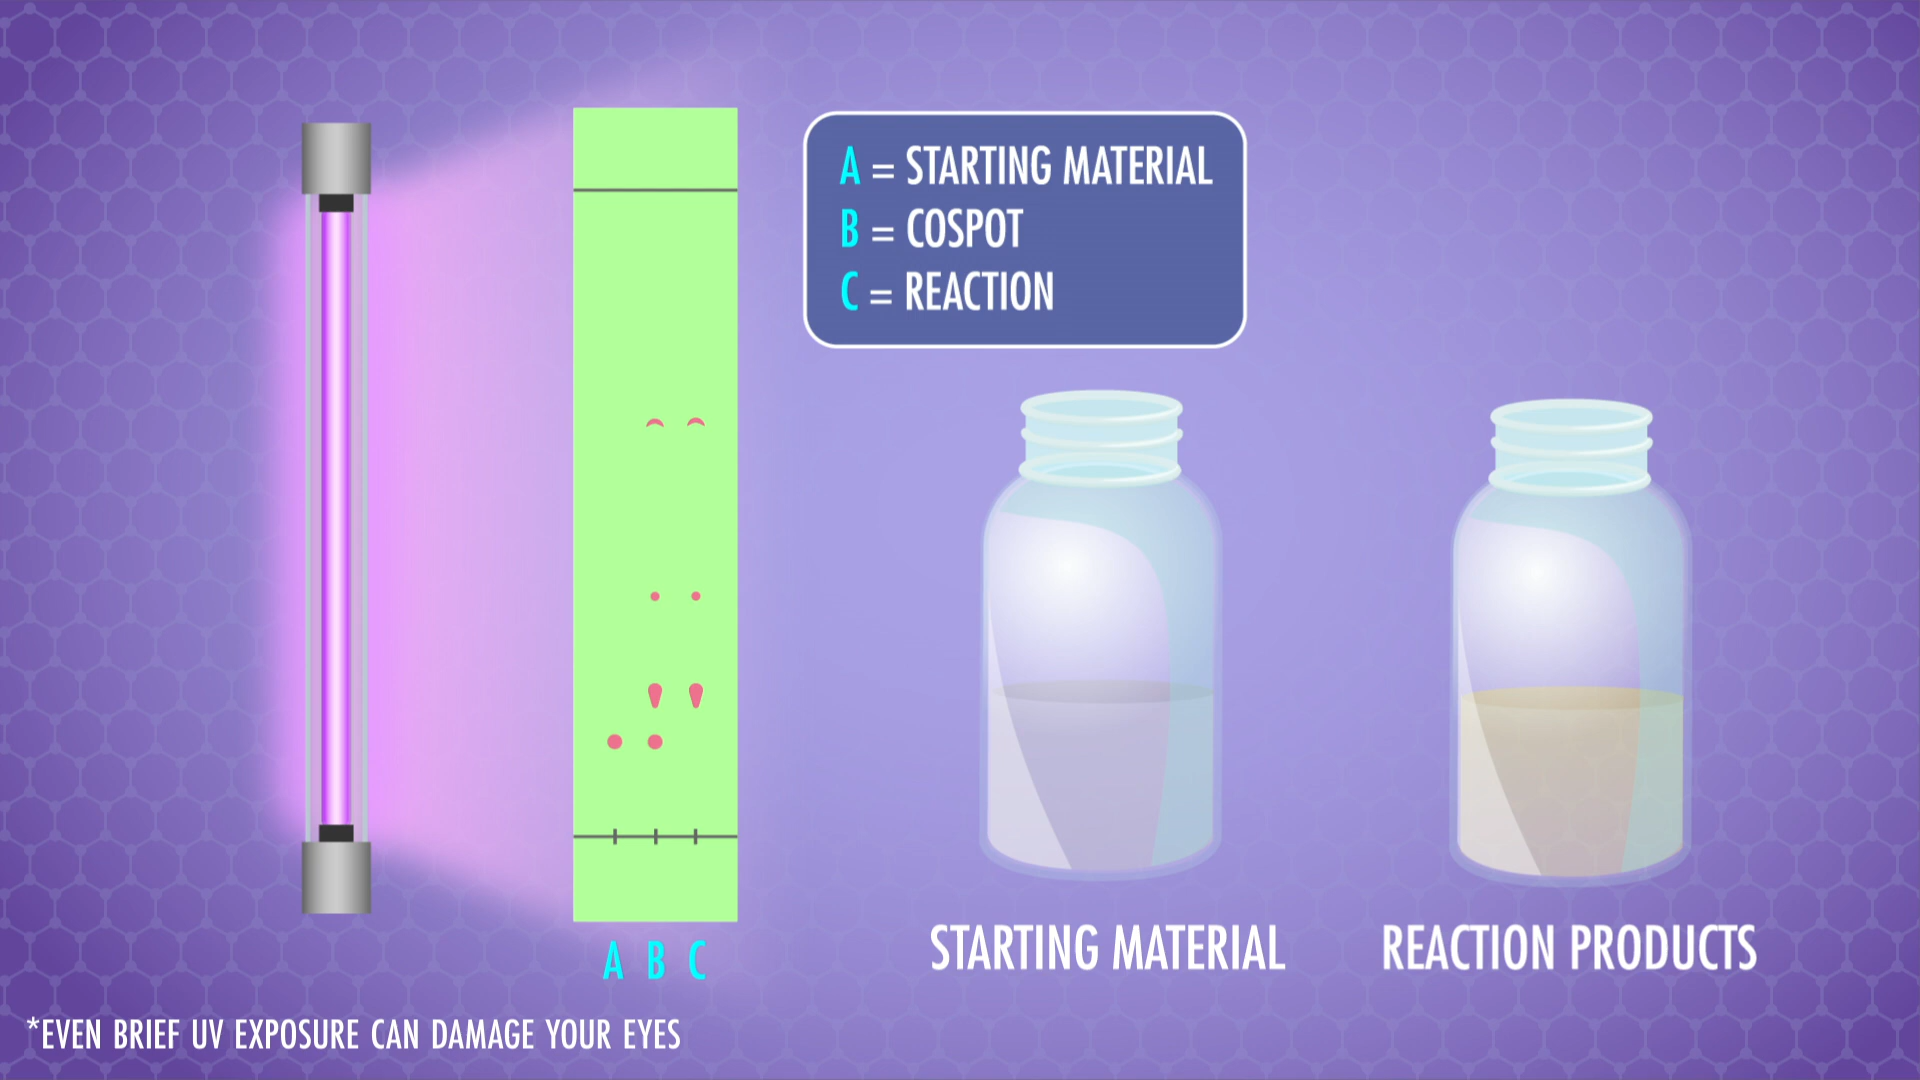 A = STARTING MATERIAL
B = COSPOT
C = REACTION
A B C
STARTING MATERIAL
REACTION PRODUCTS
*EVEN BRIEF UV EXPOSURE CAN DAMAGE YOUR EYES